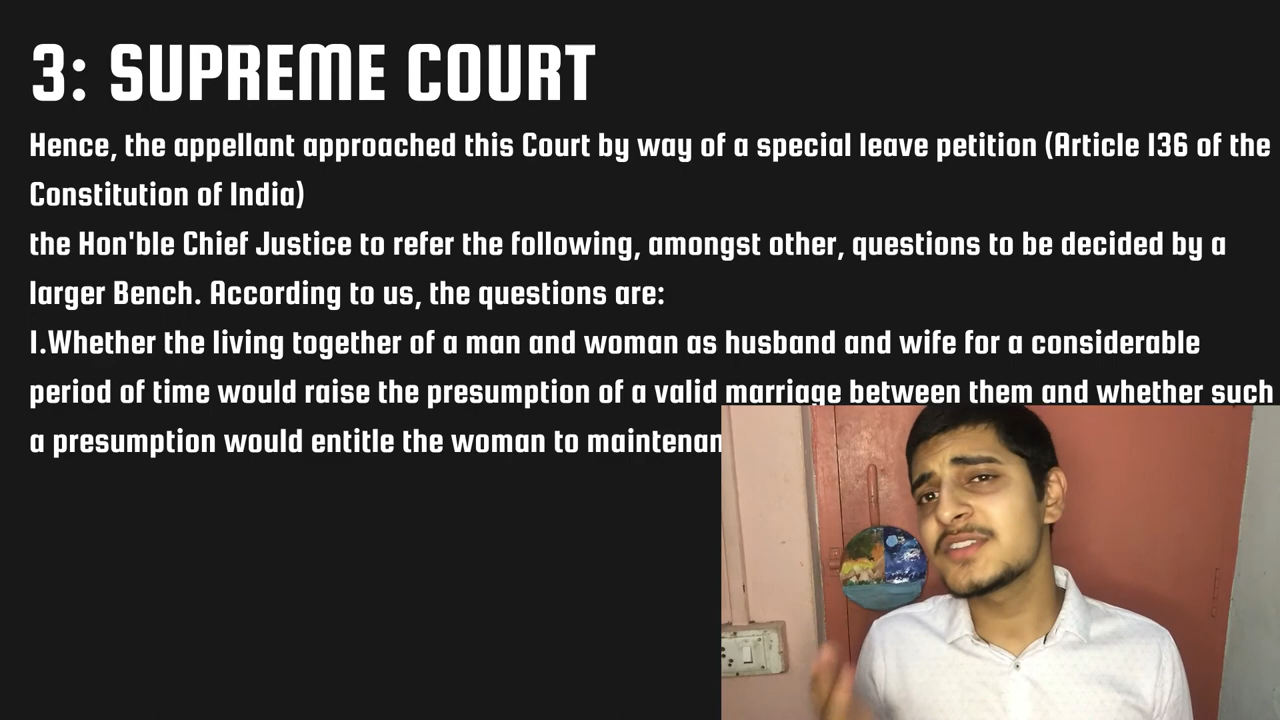 3: SUPREME COURT
Hence, the appellant approached this Court by way of a special leave petition (Article 136 of the
Constitution of India)
the Hon'ble Chief Justice to refer the following, amongst other, questions to be decided by a
larger Bench. According to us, the questions are:
1.Whether the living together of a man and woman as husband and wife for a considerable
period of time would raise the presumption of a valid marriage between them and whether such
a presumption would entitle the woman to maintenan